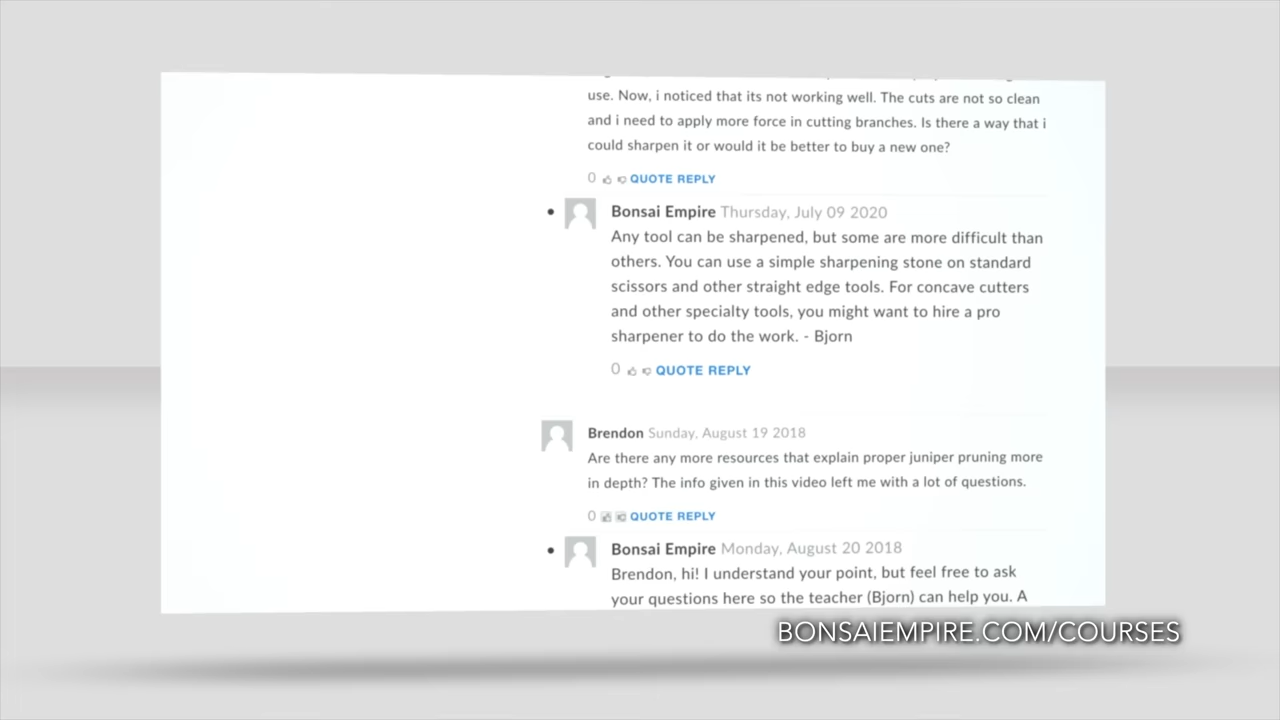 use. Now, i noticed that its not working well. The cuts are not so clean
and i need to apply more force in cutting branches. Is there a way that i
could sharpen it or would it be better to buy a new one?
0 QUOTE REPLY
• Bonsai Empire Thursday, July 09 2020
Any tool can be sharpened, but some are more difficult than
others. You can use a simple sharpening stone on standard
scissors and other straight edge tools. For concave cutters
and other specialty tools, you might want to hire a pro
sharpener to do the work. - Bjorn
0 QUOTE REPLY
Brendon Sunday, August 19 2018
Are there any more resources that explain proper juniper pruning more
in depth? The info given in this video left me with a lot of questions.
0 QUOTE REPLY
• Bonsai Empire Monday, August 20 2018
Brendon, hi! I understand your point, but feel free to ask
your questions here so the teacher (Bjorn) can help you. A
BONSAIEMPIRE.COM/COURSES